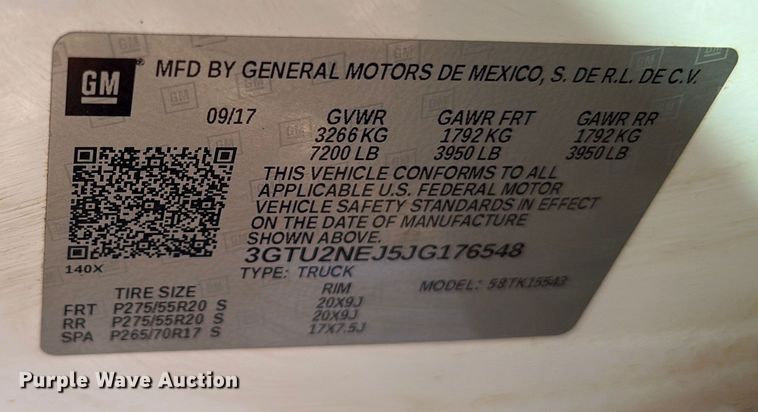 GM
MFD BY GENERAL MOTORS DE MEXICO, S. DE R.L. DE C.V.
09/17 GVWR GAWR FRT GAWR RR
3266 KG 1792 KG 1792 KG
7200 LB 3950 LB 3950 LB
THIS VEHICLE CONFORMS TO ALL
APPLICABLE U.S. FEDERAL MOTOR
VEHICLE SAFETY STANDARDS IN EFFECT
ON THE DATE OF MANUFACTURE
SHOWN ABOVE.
3GTU2NEJ5JG176548
140X
TYPE: TRUCK MODEL: 58TK15543
TIRE SIZE RIM
FRT P275/55R20 S 20X9J
RR P275/55R20 S 20X9J
SPA P265/70R17 S 17X7.5J
Purple Wave Auction